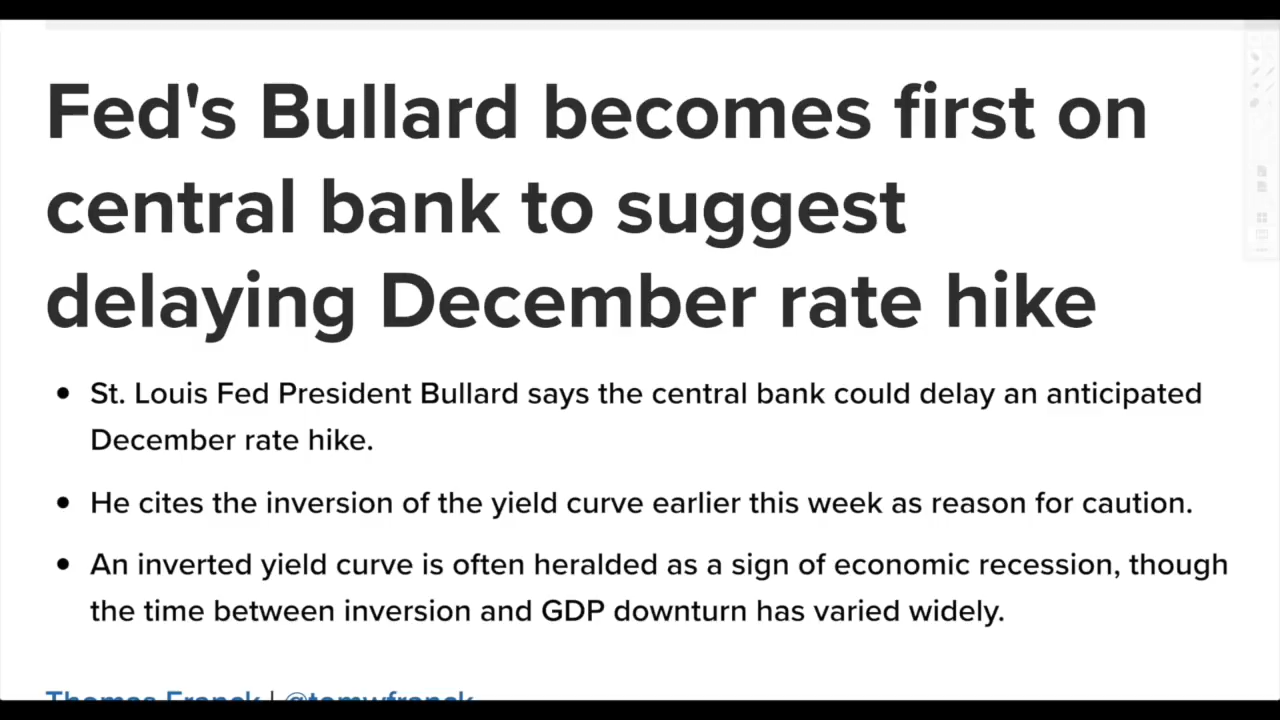 Fed's Bullard becomes first on
central bank to suggest
delaying December rate hike
• St. Louis Fed President Bullard says the central bank could delay an anticipated
December rate hike.
• He cites the inversion of the yield curve earlier this week as reason for caution.
• An inverted yield curve is often heralded as a sign of economic recession, though
the time between inversion and GDP downturn has varied widely.
Thomas Franck | @tomwfranck